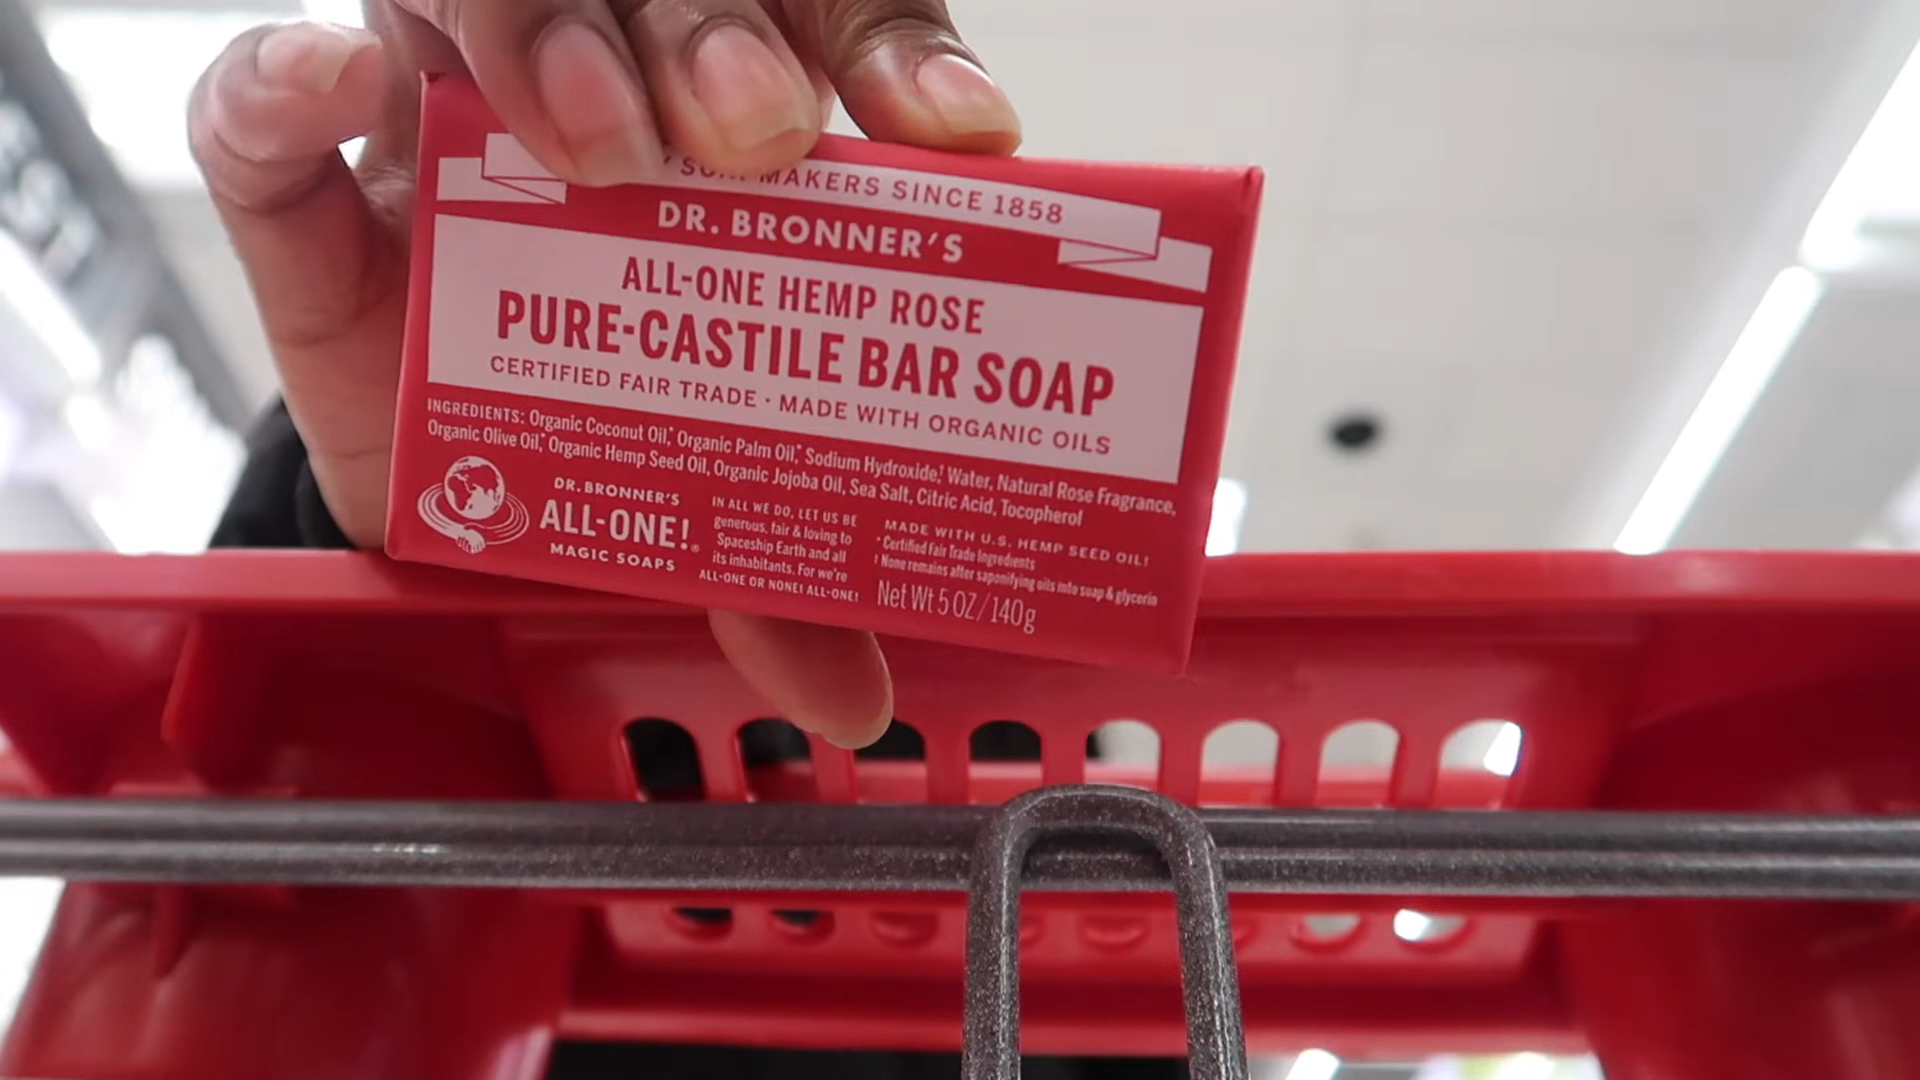 MAKERS SINCE 1858
DR. BRONNER'S
ALL-ONE HEMP ROSE
PURE-CASTILE BAR SOAP
CERTIFIED FAIR TRADE · MADE WITH ORGANIC OILS
INGREDIENTS: Organic Coconut Oil,* Organic Palm Oil,* Sodium Hydroxide,† Water, Natural Rose Fragrance,
Organic Olive Oil,* Organic Hemp Seed Oil, Organic Jojoba Oil, Sea Salt, Citric Acid, Tocopherol
DR. BRONNER'S
ALL-ONE!®
MAGIC SOAPS
IN ALL WE DO, LET US BE
generous, fair & loving to
Spaceship Earth and all
its inhabitants. For we're
ALL-ONE OR NONE! ALL-ONE!
MADE WITH U.S. HEMP SEED OIL!
* Certified Fair Trade Ingredients
† None remains after saponifying oils into soap & glycerin
Net Wt 5 OZ/140g